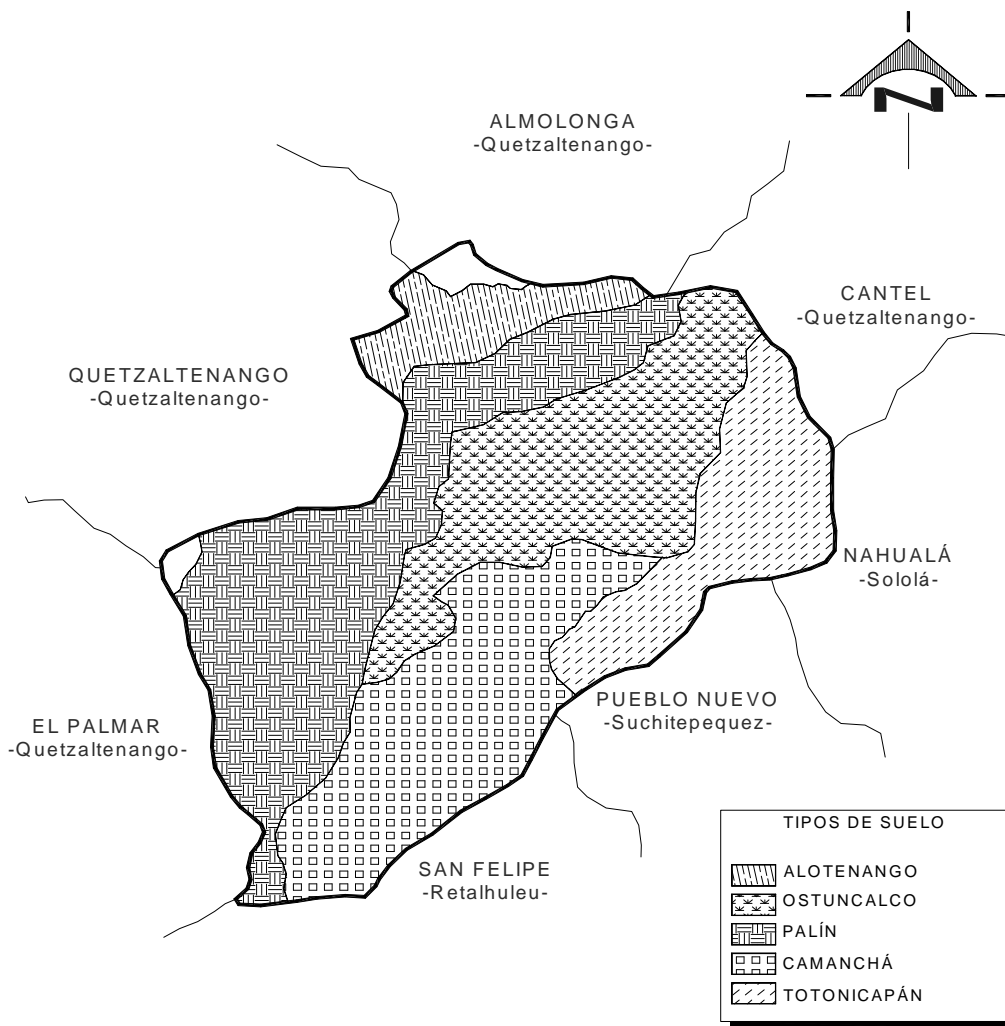 N
ALMOLONGA
-Quetzaltenango-
CANTEL
-Quetzaltenango-
QUETZALTENANGO
-Quetzaltenango-
NAHUALÁ
-Sololá-
PUEBLO NUEVO
-Suchitepequez-
EL PALMAR
-Quetzaltenango-
SAN FELIPE
-Retalhuleu-
TIPOS DE SUELO
ALOTENANGO
OSTUNCALCO
PALÍN
CAMANCHÁ
TOTONICAPÁN